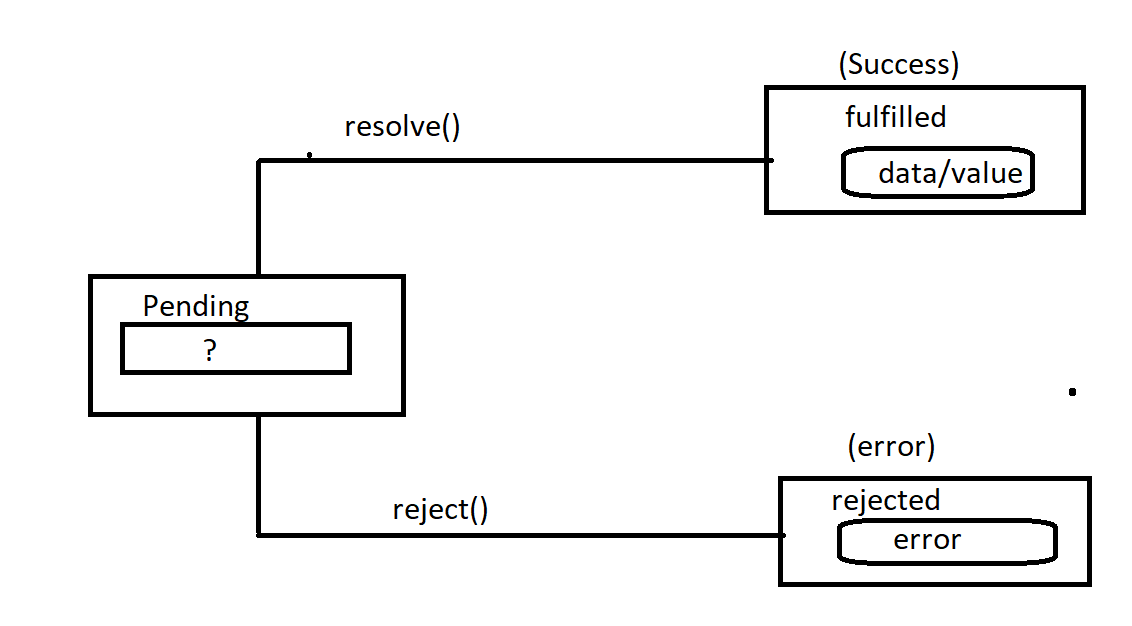 (Success)
fulfilled
resolve()
data/value
Pending
?
(error)
rejected
reject()
error